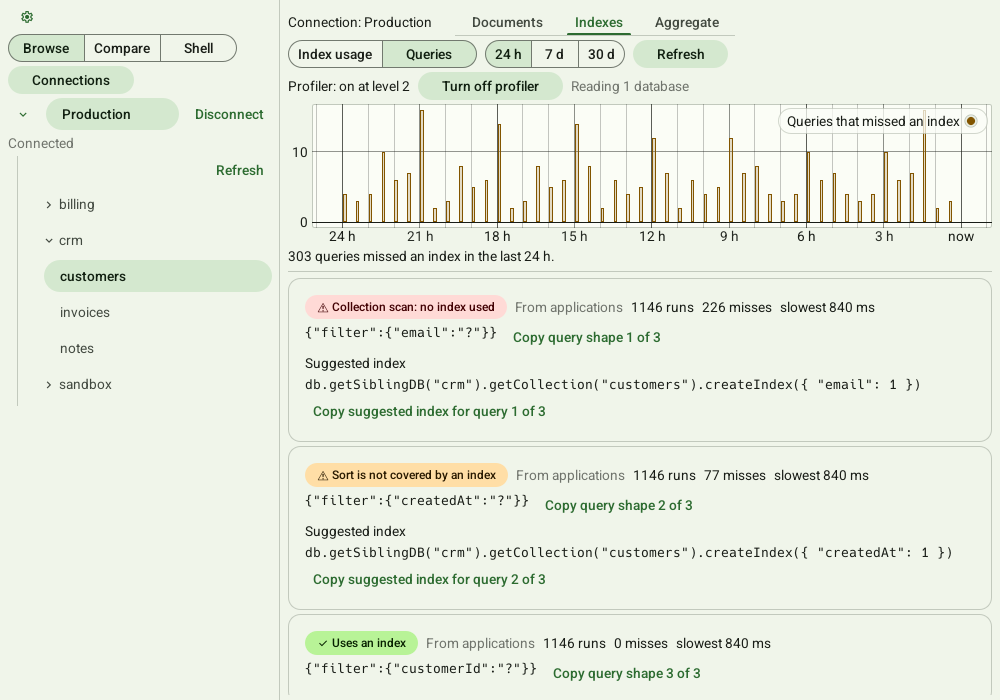 Browse Compare Shell
Connections
Production Disconnect
Connected
Refresh
billing
crm
customers
invoices
notes
sandbox
Connection: Production Documents Indexes Aggregate
Index usage Queries 24 h 7 d 30 d Refresh
Profiler: on at level 2 Turn off profiler Reading 1 database
Queries that missed an index
10
0
24 h 21 h 18 h 15 h 12 h 9 h 6 h 3 h now
303 queries missed an index in the last 24 h.
Collection scan: no index used From applications 1146 runs 226 misses slowest 840 ms
{"filter":{"email":"?"}} Copy query shape 1 of 3
Suggested index
db.getSiblingDB("crm").getCollection("customers").createIndex({ "email": 1 })
Copy suggested index for query 1 of 3
Sort is not covered by an index From applications 1146 runs 77 misses slowest 840 ms
{"filter":{"createdAt":"?"}} Copy query shape 2 of 3
Suggested index
db.getSiblingDB("crm").getCollection("customers").createIndex({ "createdAt": 1 })
Copy suggested index for query 2 of 3
Uses an index From applications 1146 runs 0 misses slowest 840 ms
{"filter":{"customerId":"?"}} Copy query shape 3 of 3